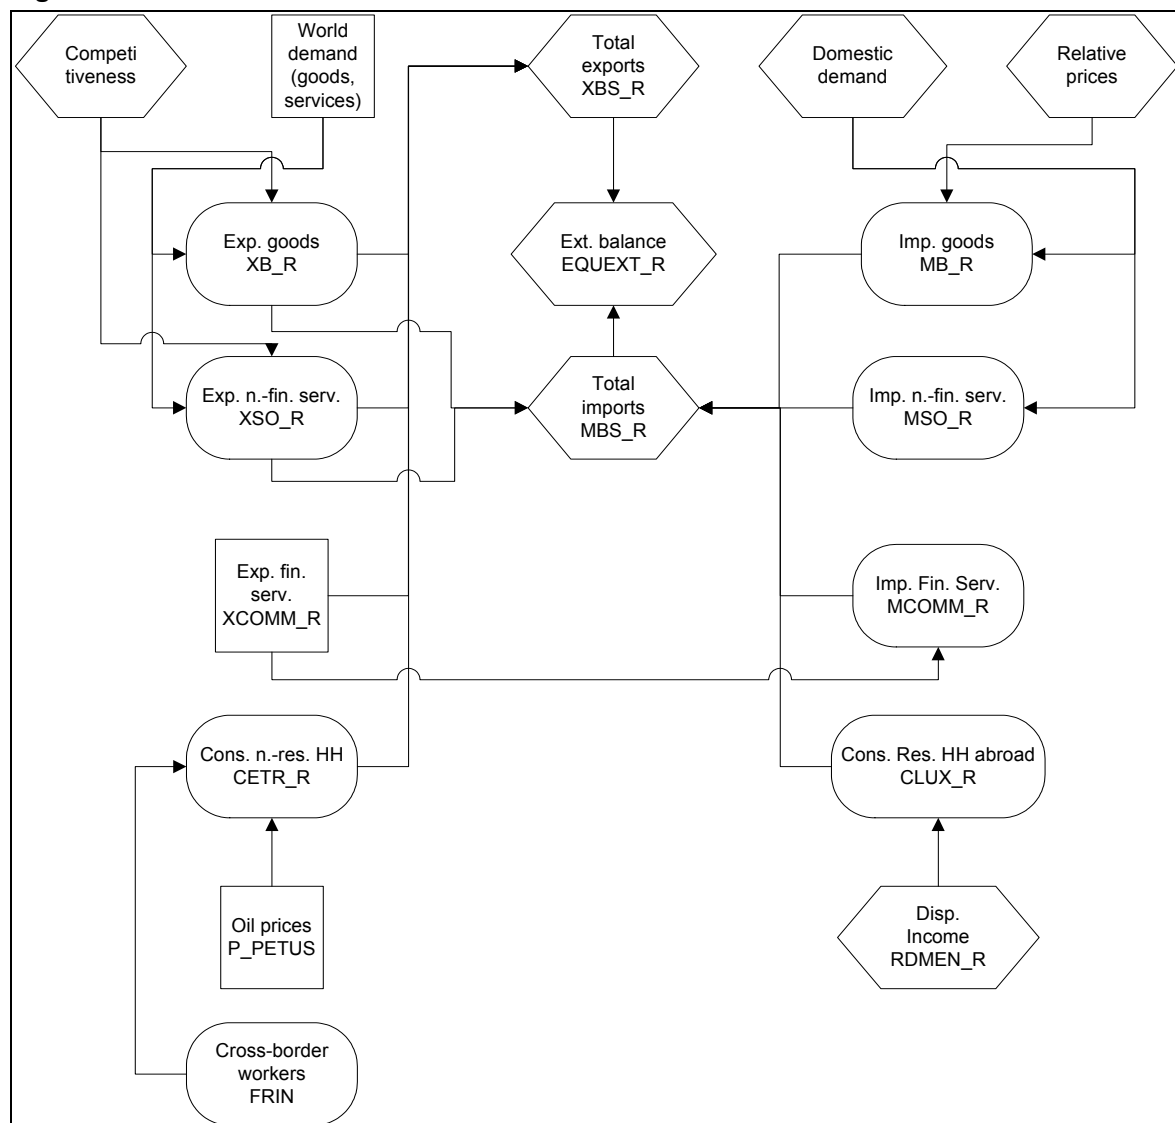 Competi
tiveness
World
demand
(goods,
services)
Total
exports
XBS_R
Domestic
demand
Relative
prices
Exp. goods
XB_R
Ext. balance
EQUEXT_R
Imp. goods
MB_R
Exp. n.-fin. serv.
XSO_R
Total
imports
MBS_R
Imp. n.-fin. serv.
MSO_R
Exp. fin.
serv.
XCOMM_R
Imp. Fin. Serv.
MCOMM_R
Cons. n.-res. HH
CETR_R
Cons. Res. HH abroad
CLUX_R
Oil prices
P_PETUS
Disp.
Income
RDMEN_R
Cross-border
workers
FRIN